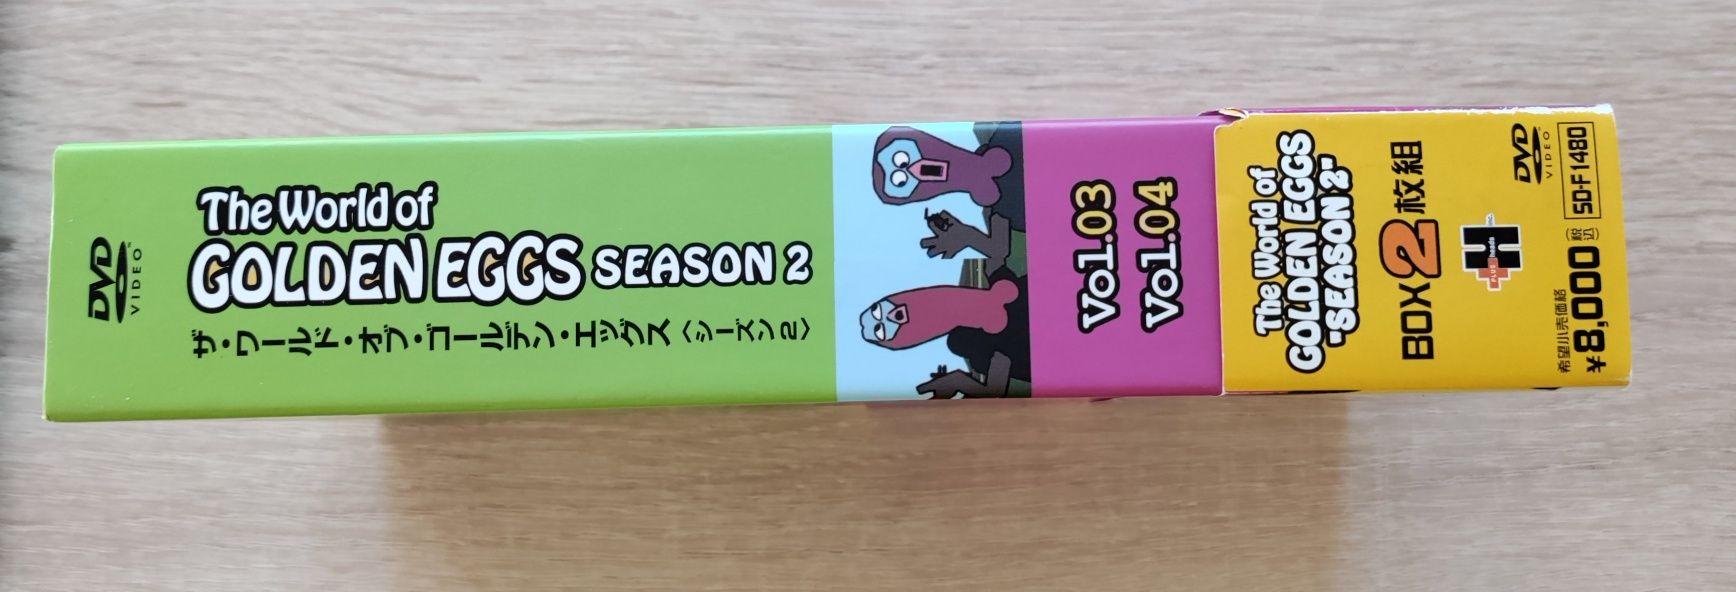 DVD
VIDEO
The World of
GOLDEN EGGS SEASON 2
ザ・ワールド・オブ・ゴールデン・エッグス〈シーズン2〉
Vol.03
Vol.04
The World of
GOLDEN EGGS
"SEASON 2"
BOX2枚組
PLUS heads INC.
DVD
VIDEO
SD-F1480
希望小売価格
¥8,000(税込)